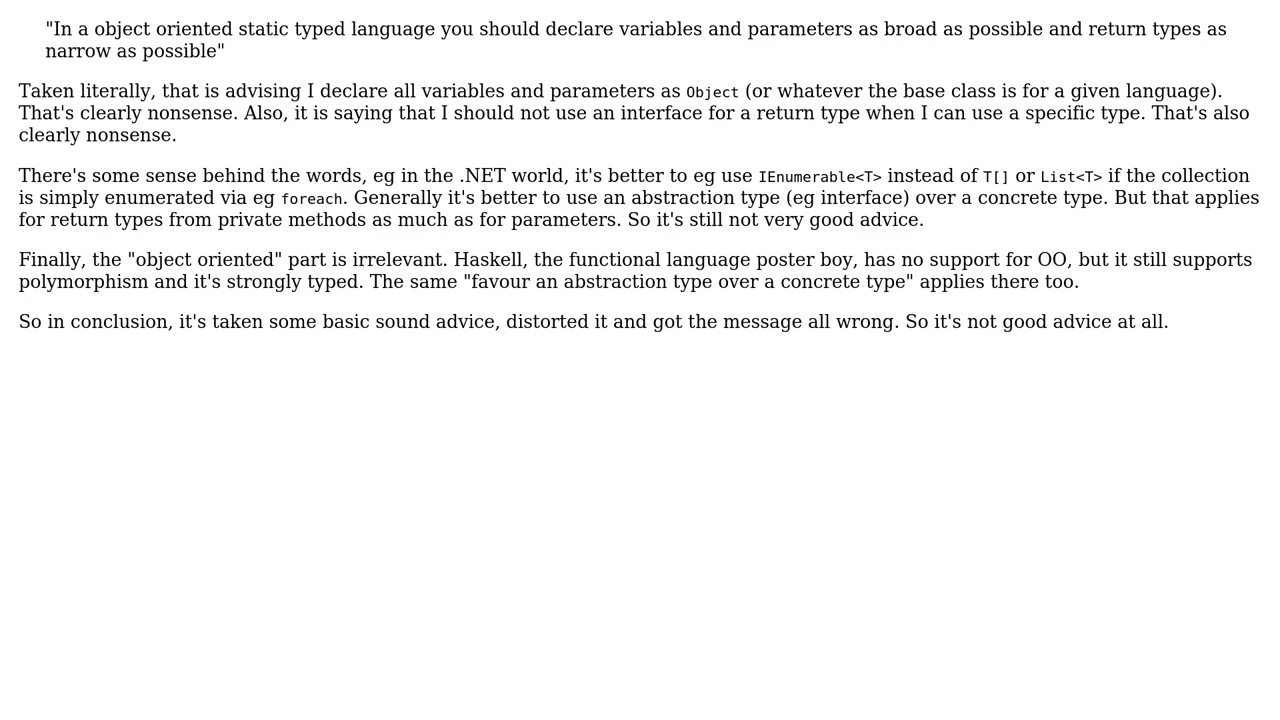 "In a object oriented static typed language you should declare variables and parameters as broad as possible and return types as
narrow as possible"
Taken literally, that is advising I declare all variables and parameters as Object (or whatever the base class is for a given language).
That's clearly nonsense. Also, it is saying that I should not use an interface for a return type when I can use a specific type. That's also
clearly nonsense.
There's some sense behind the words, eg in the .NET world, it's better to eg use IEnumerable<T> instead of T[] or List<T> if the collection
is simply enumerated via eg foreach. Generally it's better to use an abstraction type (eg interface) over a concrete type. But that applies
for return types from private methods as much as for parameters. So it's still not very good advice.
Finally, the "object oriented" part is irrelevant. Haskell, the functional language poster boy, has no support for OO, but it still supports
polymorphism and it's strongly typed. The same "favour an abstraction type over a concrete type" applies there too.
So in conclusion, it's taken some basic sound advice, distorted it and got the message all wrong. So it's not good advice at all.